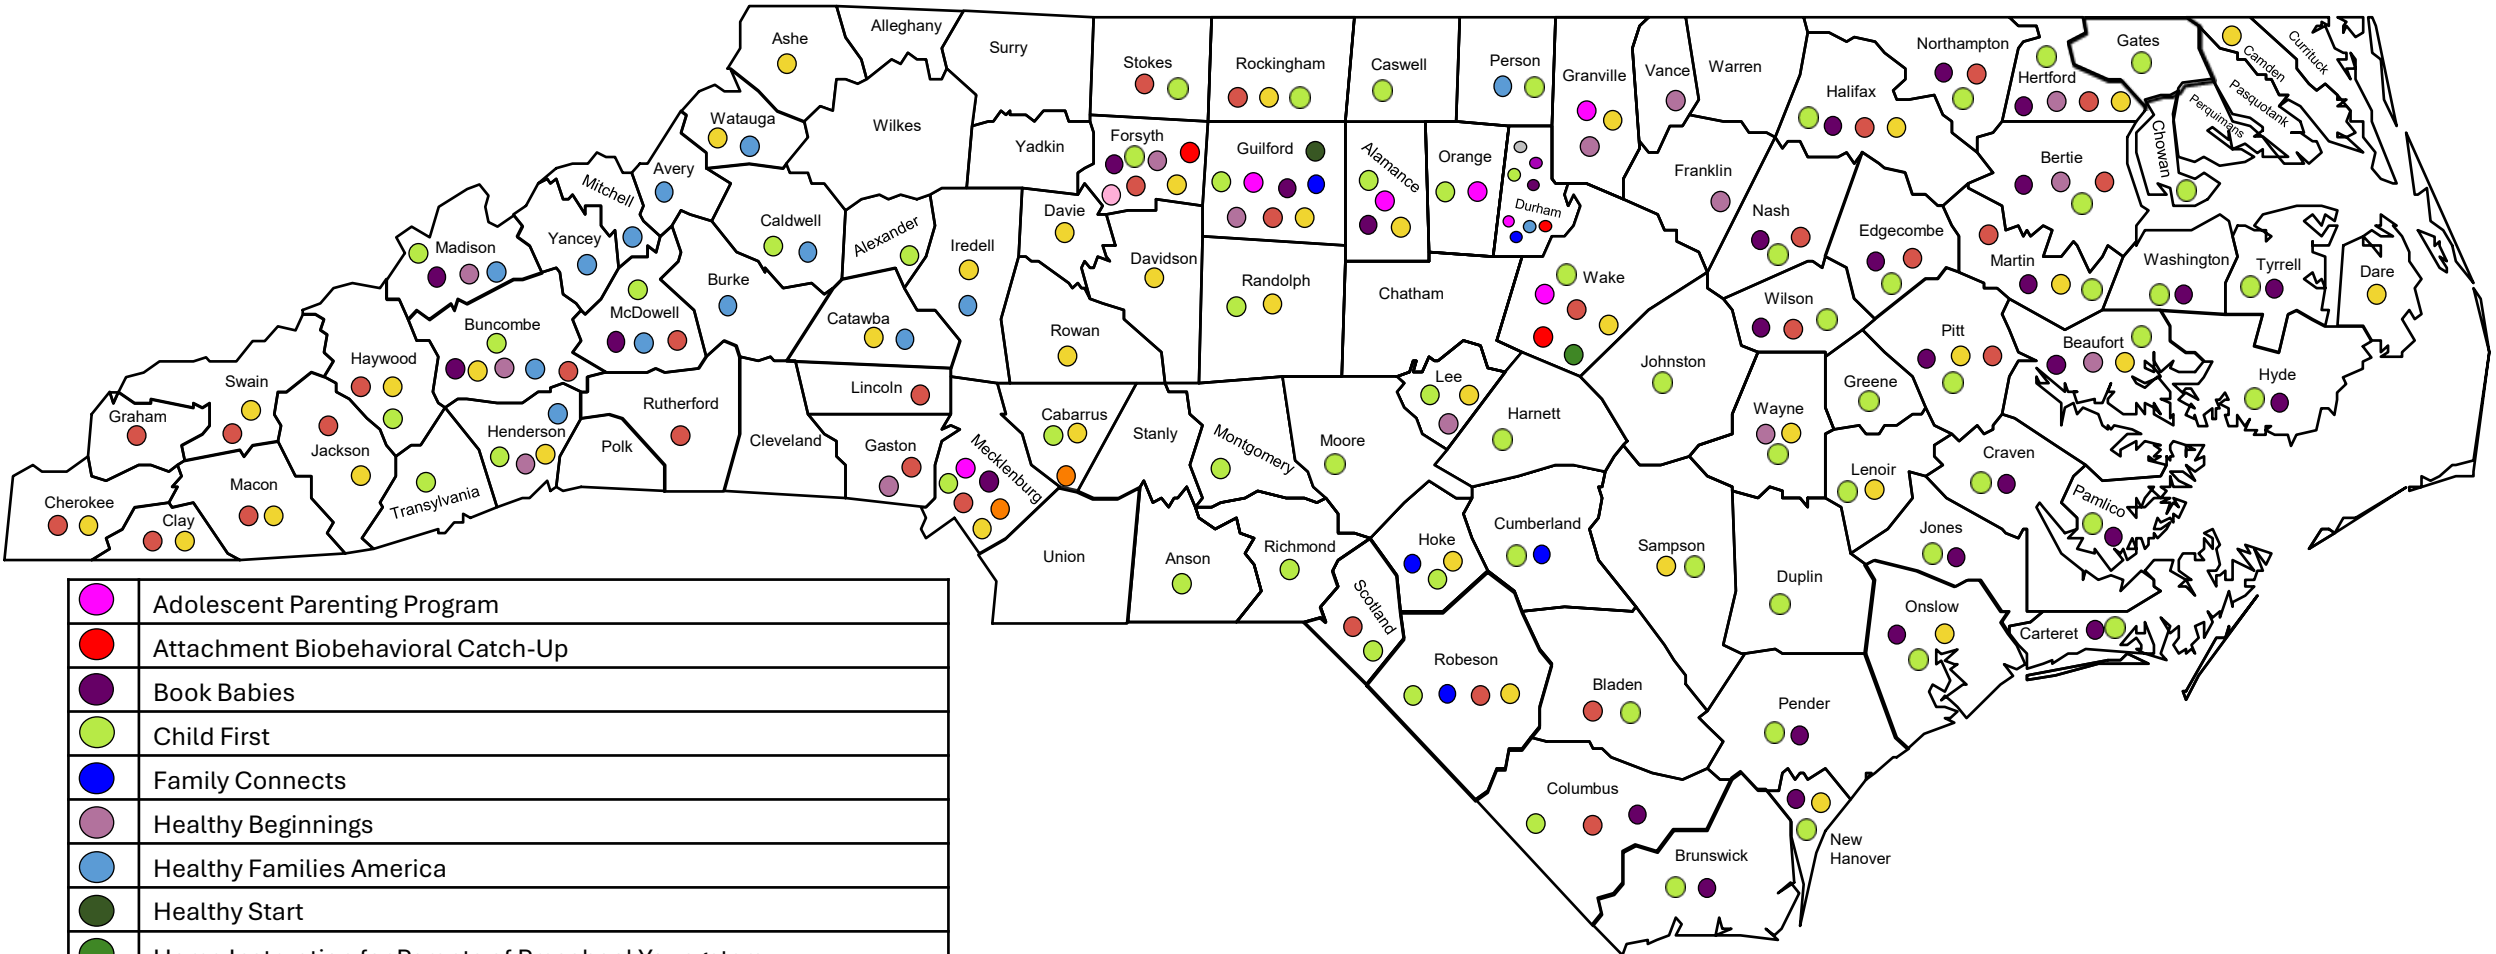 Ashe
Alleghany
Surry
Stokes
Rockingham
Caswell
Person
Granville
Vance
Warren
Northampton
Hertford
Gates
Camden
Currituck
Pasquotank
Perquimans
Chowan
Halifax
Watauga
Wilkes
Yadkin
Forsyth
Guilford
Alamance
Orange
Durham
Franklin
Nash
Bertie
Avery
Mitchell
Yancey
Madison
Caldwell
Alexander
Iredell
Davie
Davidson
Randolph
Chatham
Wake
Edgecombe
Martin
Washington
Tyrrell
Dare
Burke
McDowell
Buncombe
Haywood
Catawba
Rowan
Wilson
Johnston
Pitt
Beaufort
Hyde
Greene
Swain
Graham
Jackson
Henderson
Rutherford
Polk
Cleveland
Lincoln
Gaston
Mecklenburg
Cabarrus
Stanly
Montgomery
Moore
Lee
Harnett
Wayne
Lenoir
Craven
Pamlico
Cherokee
Clay
Macon
Transylvania
Union
Anson
Richmond
Scotland
Hoke
Cumberland
Sampson
Duplin
Jones
Onslow
Carteret
Robeson
Bladen
Pender
Columbus
Brunswick
New
Hanover
Adolescent Parenting Program
Attachment Biobehavioral Catch-Up
Book Babies
Child First
Family Connects
Healthy Beginnings
Healthy Families America
Healthy Start